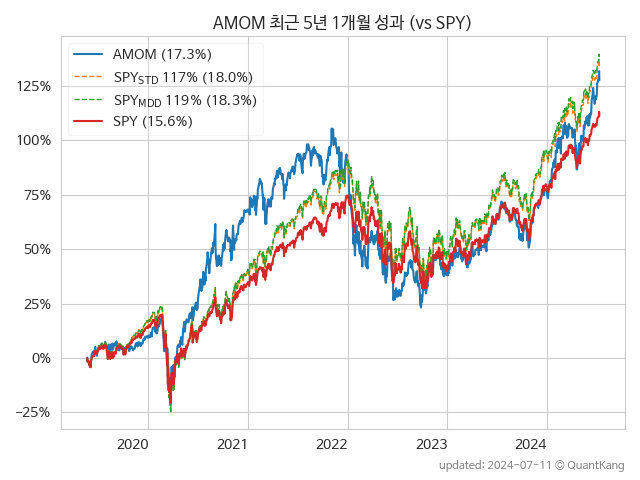 AMOM 최근 5년 1개월 성과 (vs SPY)
AMOM (17.3%)
SPY_STD 117% (18.0%)
SPY_MDD 119% (18.3%)
SPY (15.6%)
125%
100%
75%
50%
25%
0%
−25%
2020 2021 2022 2023 2024
updated: 2024-07-11 © QuantKang